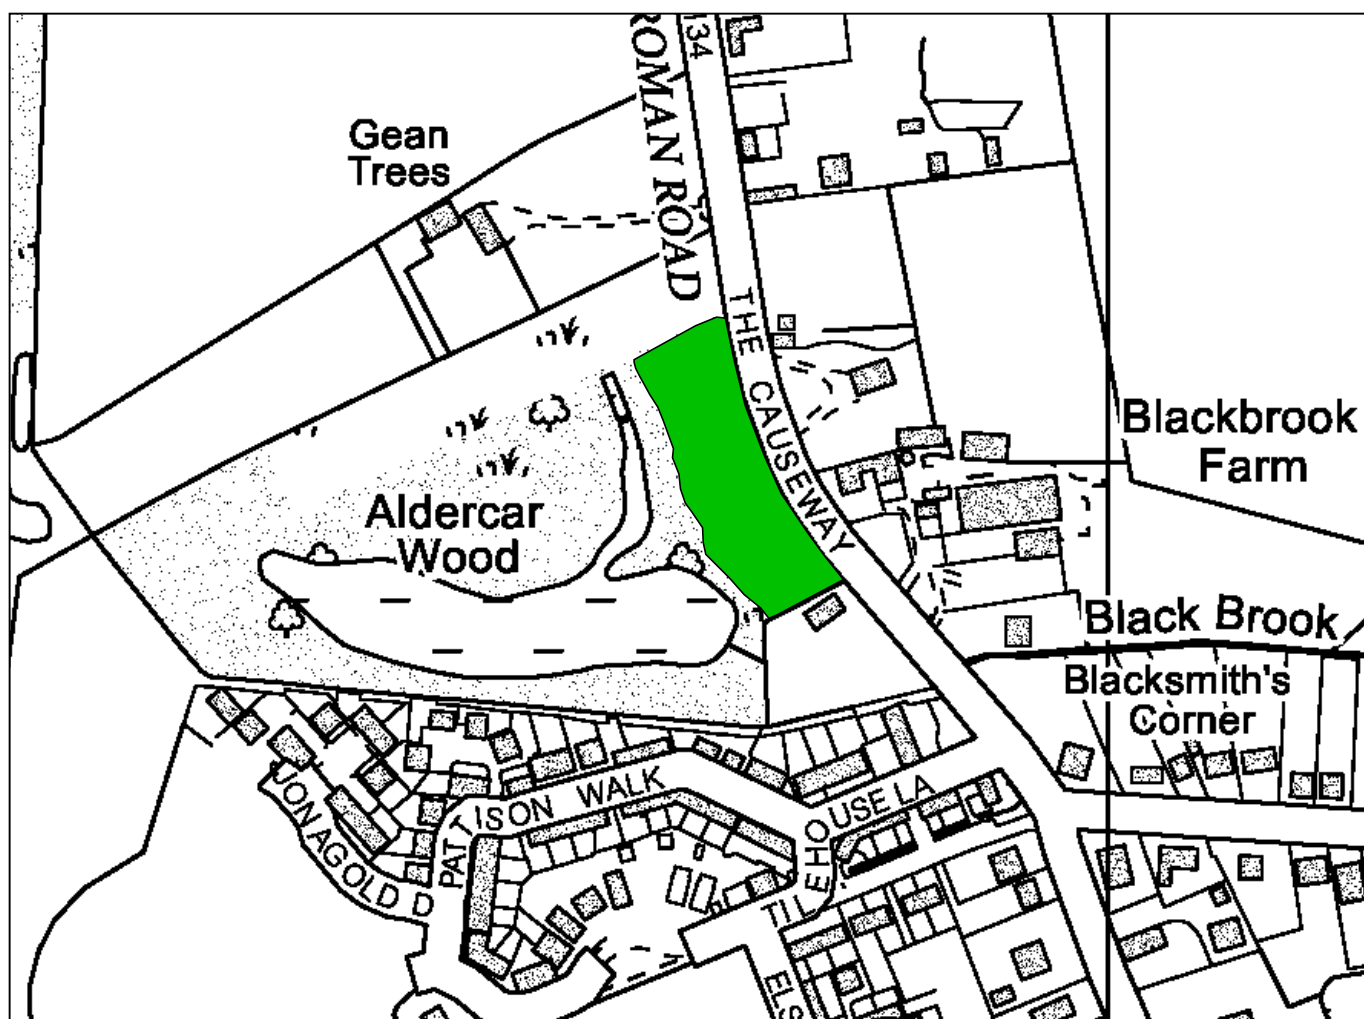 134
ROMAN ROAD
Gean
Trees
THE CAUSEWAY
Blackbrook
Farm
Aldercar
Wood
Black Brook
Blacksmith's
Corner
JONAGOLD D
PATTISON WALK
TILEHOUSE LA
ELS